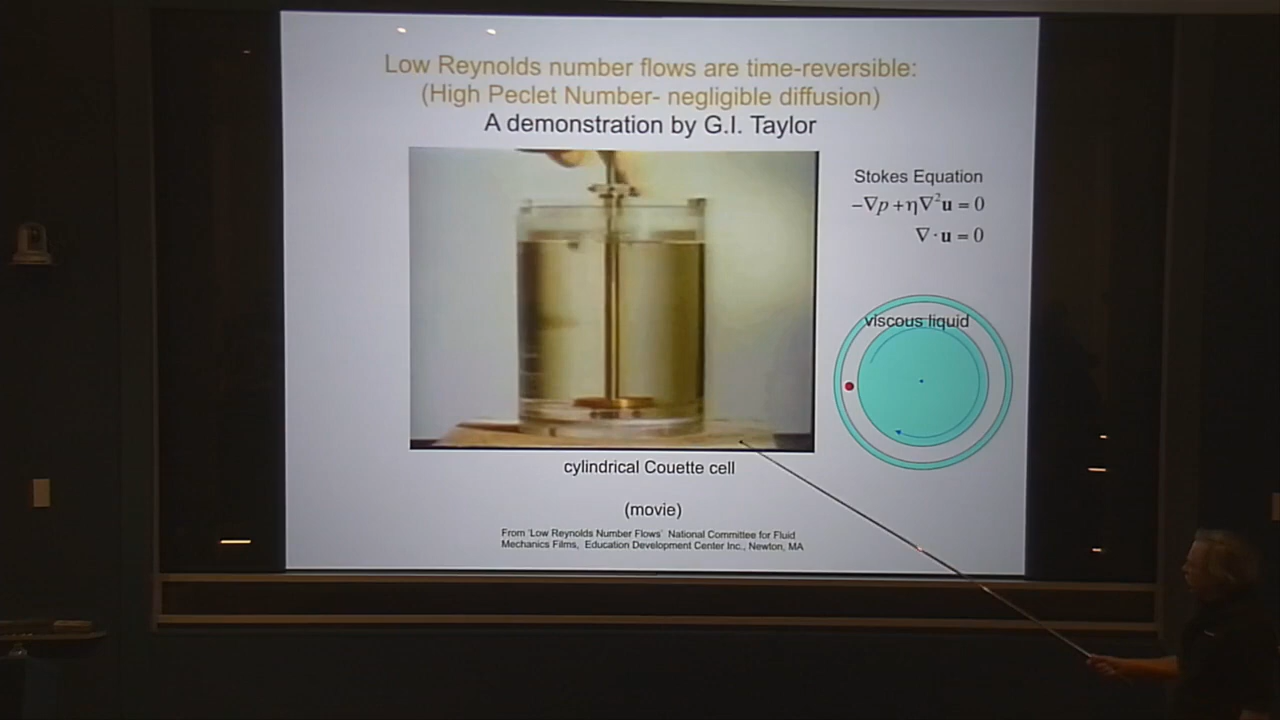 Low Reynolds number flows are time-reversible:
(High Peclet Number- negligible diffusion)
A demonstration by G.I. Taylor
Stokes Equation
−∇p + η∇²u = 0
∇·u = 0
viscous liquid
cylindrical Couette cell
(movie)
From 'Low Reynolds Number Flows' National Committee for Fluid
Mechanics Films, Education Development Center Inc., Newton, MA